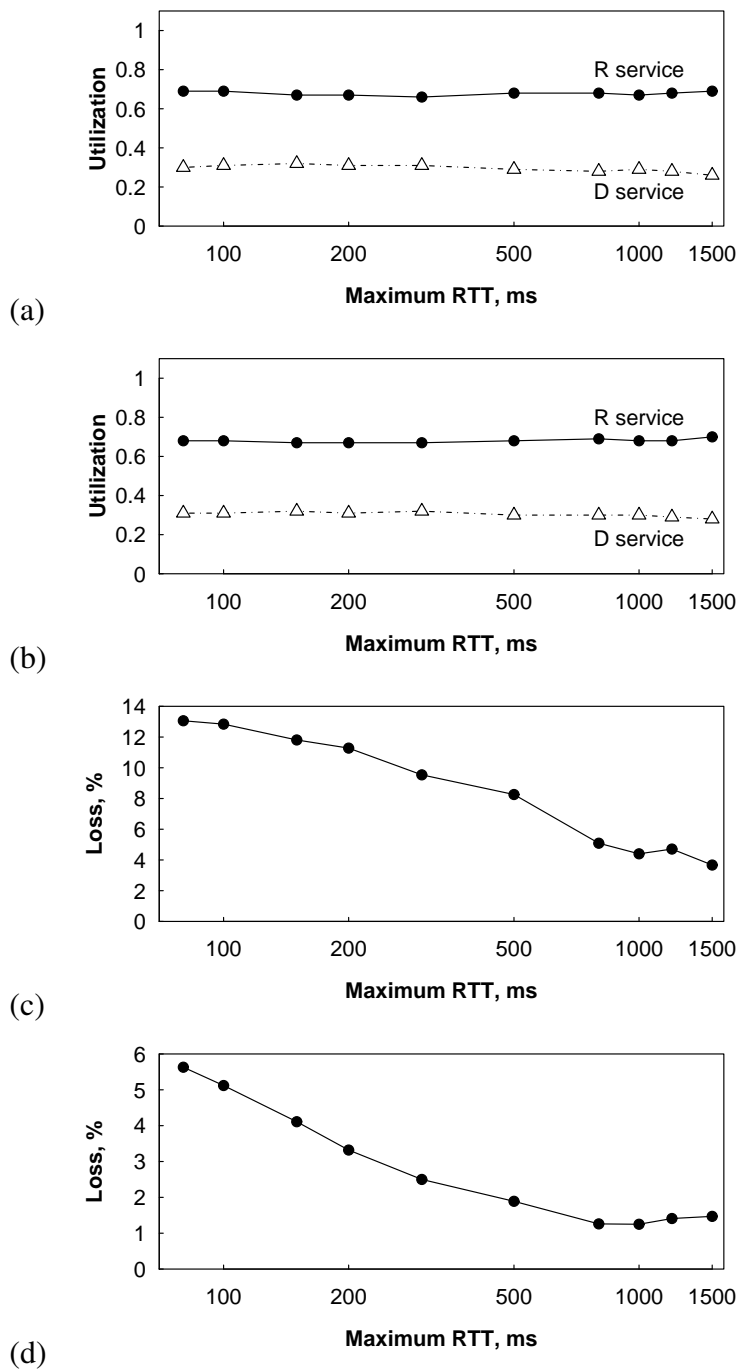 1
0.8
0.6
0.4
0.2
0
Utilization
R service
D service
100 200 500 1000 1500
Maximum RTT, ms
(a)
1
0.8
0.6
0.4
0.2
0
Utilization
R service
D service
100 200 500 1000 1500
Maximum RTT, ms
(b)
14
12
10
8
6
4
2
0
Loss, %
100 200 500 1000 1500
Maximum RTT, ms
(c)
6
5
4
3
2
1
0
Loss, %
100 200 500 1000 1500
Maximum RTT, ms
(d)